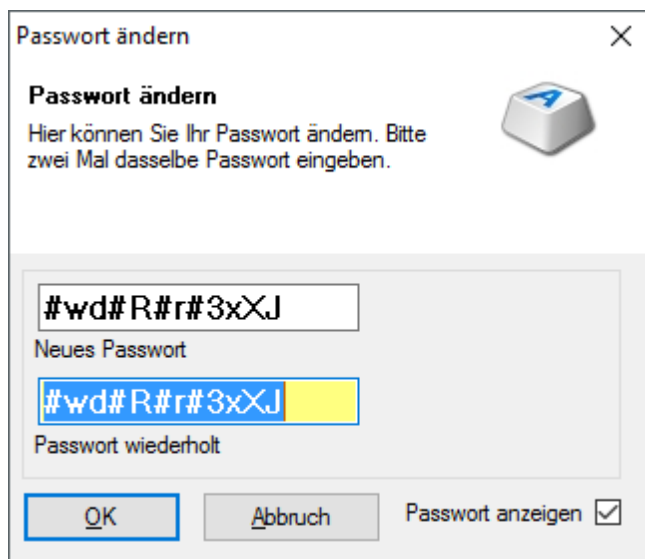 Passwort ändern
Passwort ändern
Hier können Sie Ihr Passwort ändern. Bitte
zwei Mal dasselbe Passwort eingeben.
A
#wd#R#r#3xXJ
Neues Passwort
#wd#R#r#3xXJ
Passwort wiederholt
OK
Abbruch
Passwort anzeigen